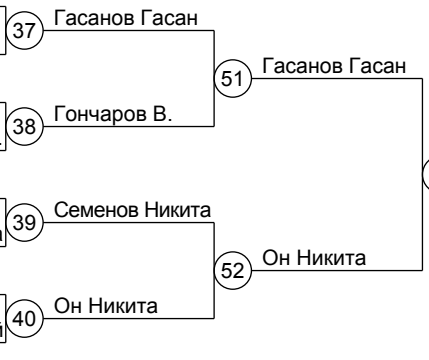 37 Гасанов Гасан
51 Гасанов Гасан
38 Гончаров В.
39 Семенов Никита
52 Он Никита
40 Он Никита